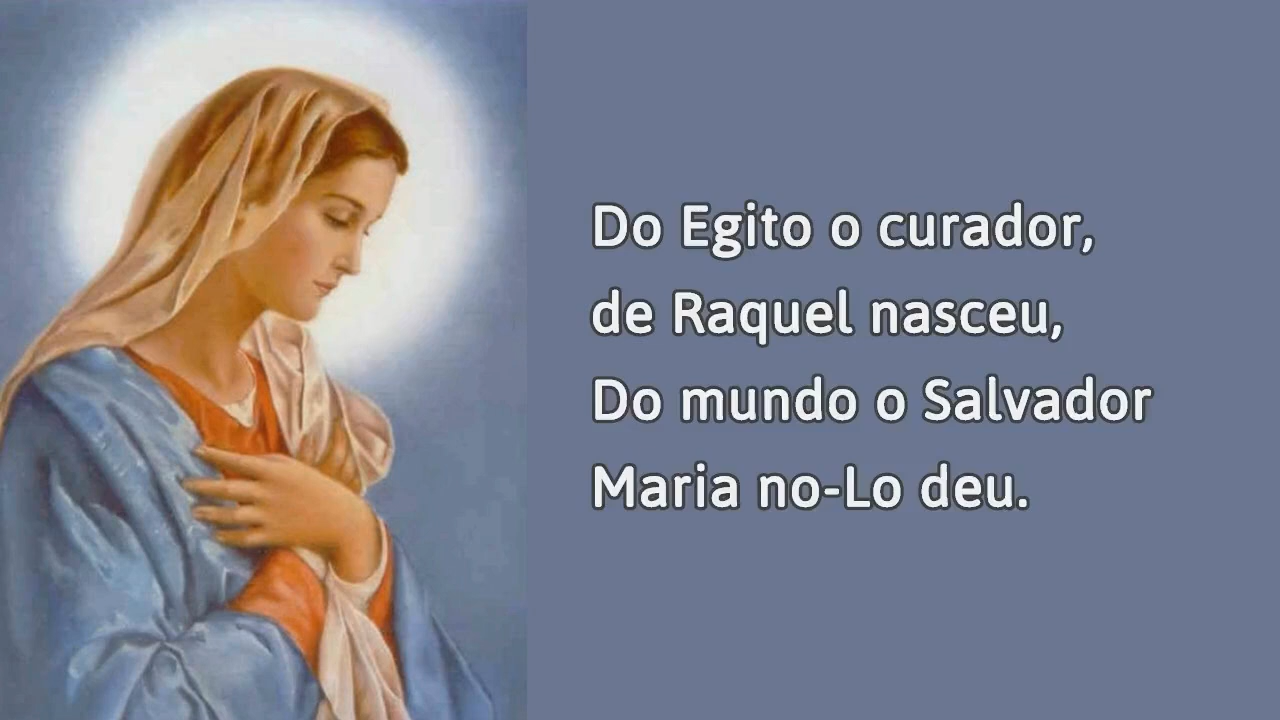 Do Egito o curador,
de Raquel nasceu,
Do mundo o Salvador
Maria no-Lo deu.